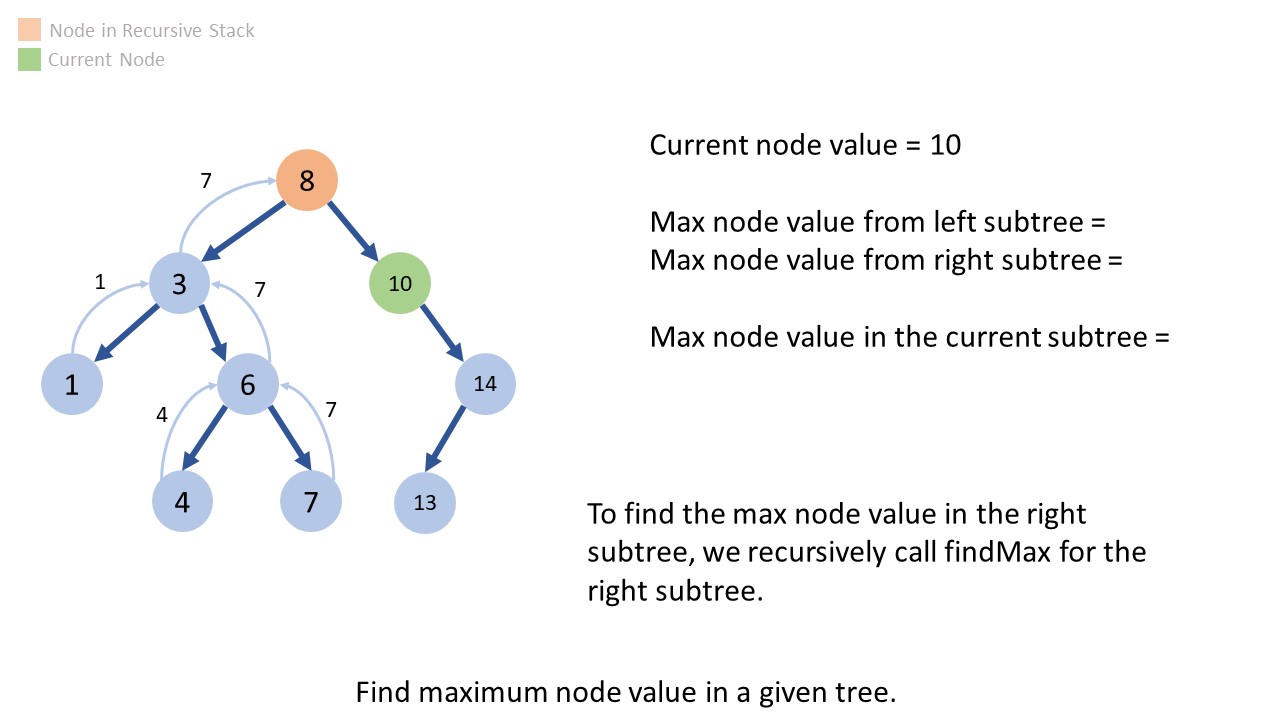 Node in Recursive Stack
Current Node
Current node value = 10
8
7
Max node value from left subtree =
Max node value from right subtree =
3
10
1
7
Max node value in the current subtree =
1
6
14
4
7
4
7
13
To find the max node value in the right
subtree, we recursively call findMax for the
right subtree.
Find maximum node value in a given tree.